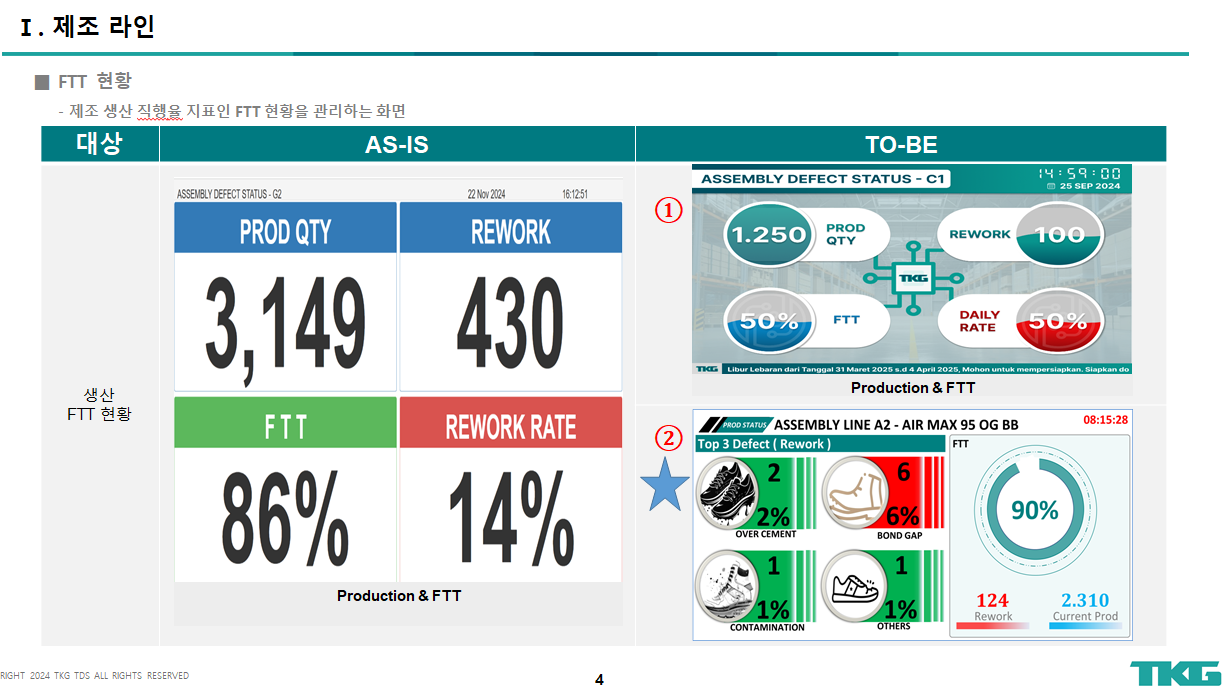 I . 제조 라인
■ FTT 현황
- 제조 생산 직행율 지표인 FTT 현황을 관리하는 화면
대상
AS-IS
TO-BE
생산
FTT 현황
ASSEMBLY DEFECT STATUS - G2
22 Nov 2024
16:12:51
PROD QTY
REWORK
3,149
430
FTT
REWORK RATE
86%
14%
Production & FTT
①
ASSEMBLY DEFECT STATUS - C1
14:59:00
25 SEP 2024
1.250
PROD
QTY
REWORK
100
TKG
50%
FTT
DAILY
RATE
50%
TKG
Libur Lebaran dari Tanggal 31 Maret 2025 s.d 4 April 2025, Mohon untuk mempersiapkan. Siapkan do
Production & FTT
②
PROD STATUS
ASSEMBLY LINE A2 - AIR MAX 95 OG BB
08:15:28
Top 3 Defect ( Rework )
2
2%
OVER CEMENT
6
6%
BOND GAP
1
1%
CONTAMINATION
1
1%
OTHERS
FTT
90%
124
Rework
2.310
Current Prod
RIGHT 2024 TKG TDS ALL RIGHTS RESERVED
4
TKG